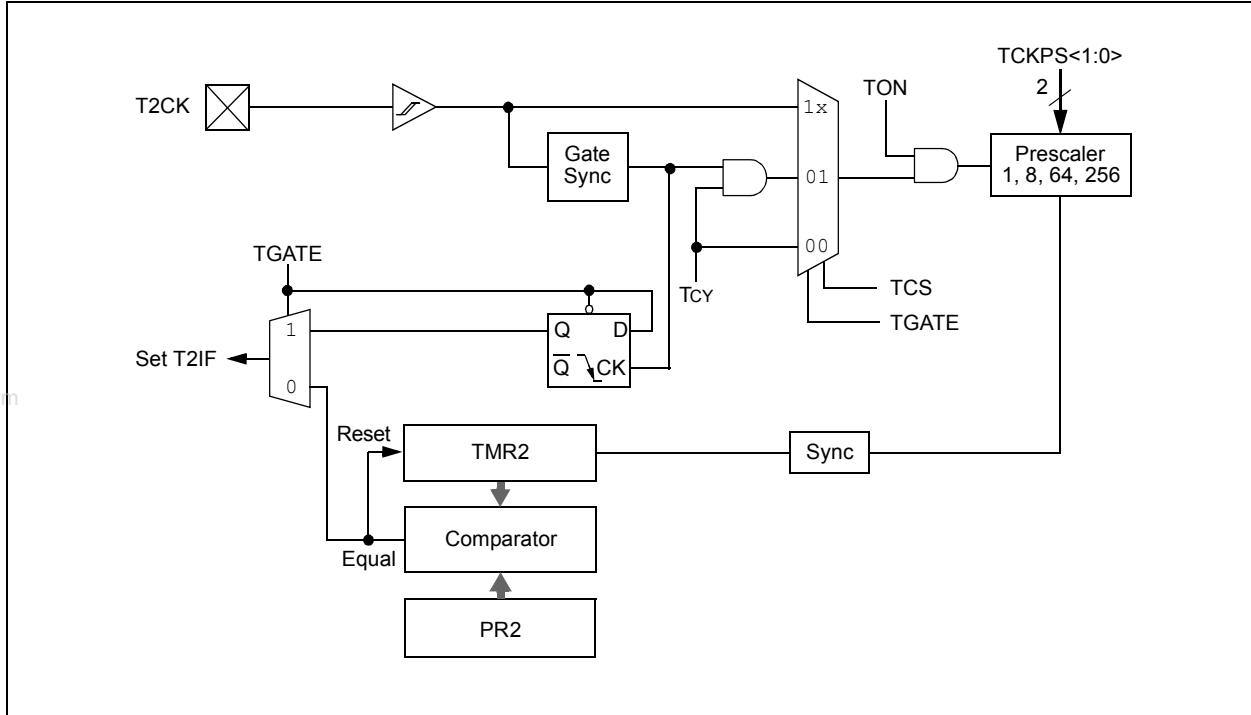 TCKPS<1:0>
2
T2CK
TON
1x
Prescaler
1, 8, 64, 256
Gate
Sync
01
00
TGATE
TCY
TCS
TGATE
1
Q
D
Set T2IF
Q
CK
0
m
Reset
TMR2
Sync
Comparator
Equal
PR2